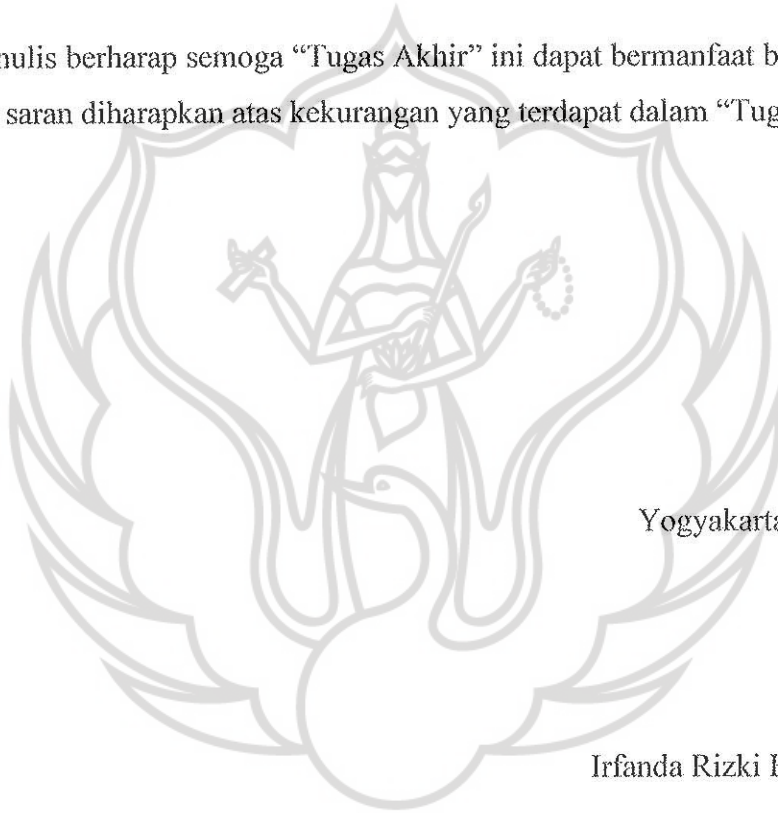 nulis berharap semoga “Tugas Akhir” ini dapat bermanfaat b
saran diharapkan atas kekurangan yang terdapat dalam “Tug
Yogyakarta
Irfanda Rizki